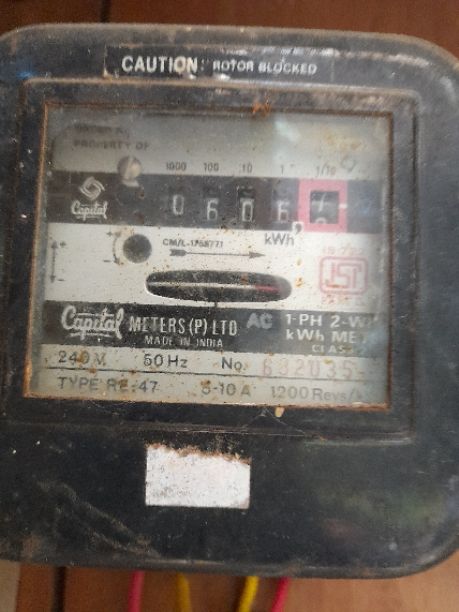 CAUTION: ROTOR BLOCKED
PROPERTY OF
1000 100 10 1 1/10
Capital
0 6 0 6
kWh
CM/L-1758771
ISI
Capital METERS (P) LTD AC 1-PH 2-W
MADE IN INDIA kWh MET
CLASS
240 V 50 Hz No. 632035
TYPE RE:47 5-10 A 1200 Revs/